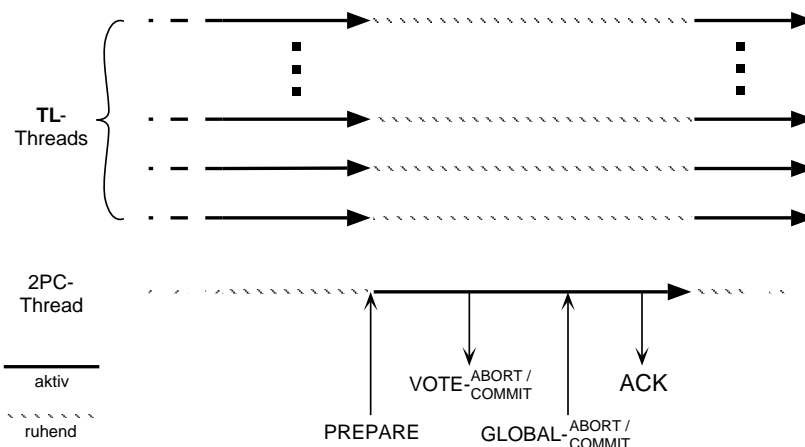 TL-
Threads
2PC-
Thread
aktiv
ruhend
VOTE-ABORT /
COMMIT
ACK
PREPARE
GLOBAL-ABORT /
COMMIT